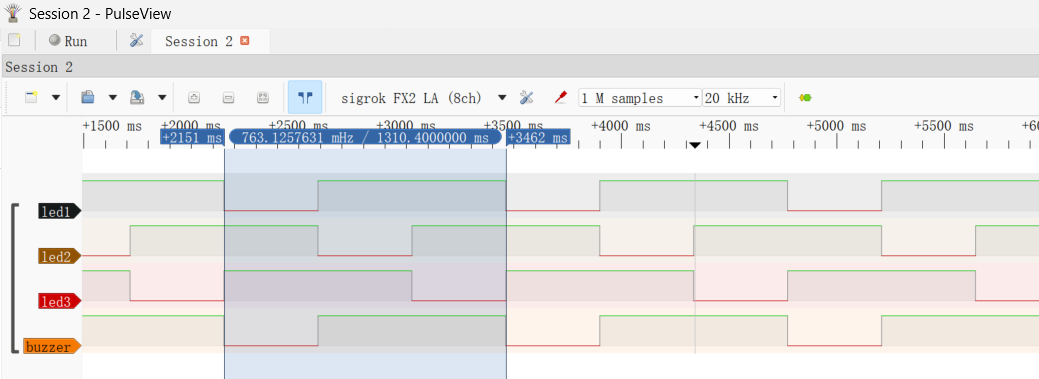 Session 2 - PulseView
Run
Session 2
Session 2
sigrok FX2 LA (8ch)
1 M samples
20 kHz
+1500 ms +2000 ms +2500 ms +3000 ms +3500 ms +4000 ms +4500 ms +5000 ms +5500 ms +6
+2151 ms 763.1257631 mHz / 1310.4000000 ms +3462 ms
led1
led2
led3
buzzer